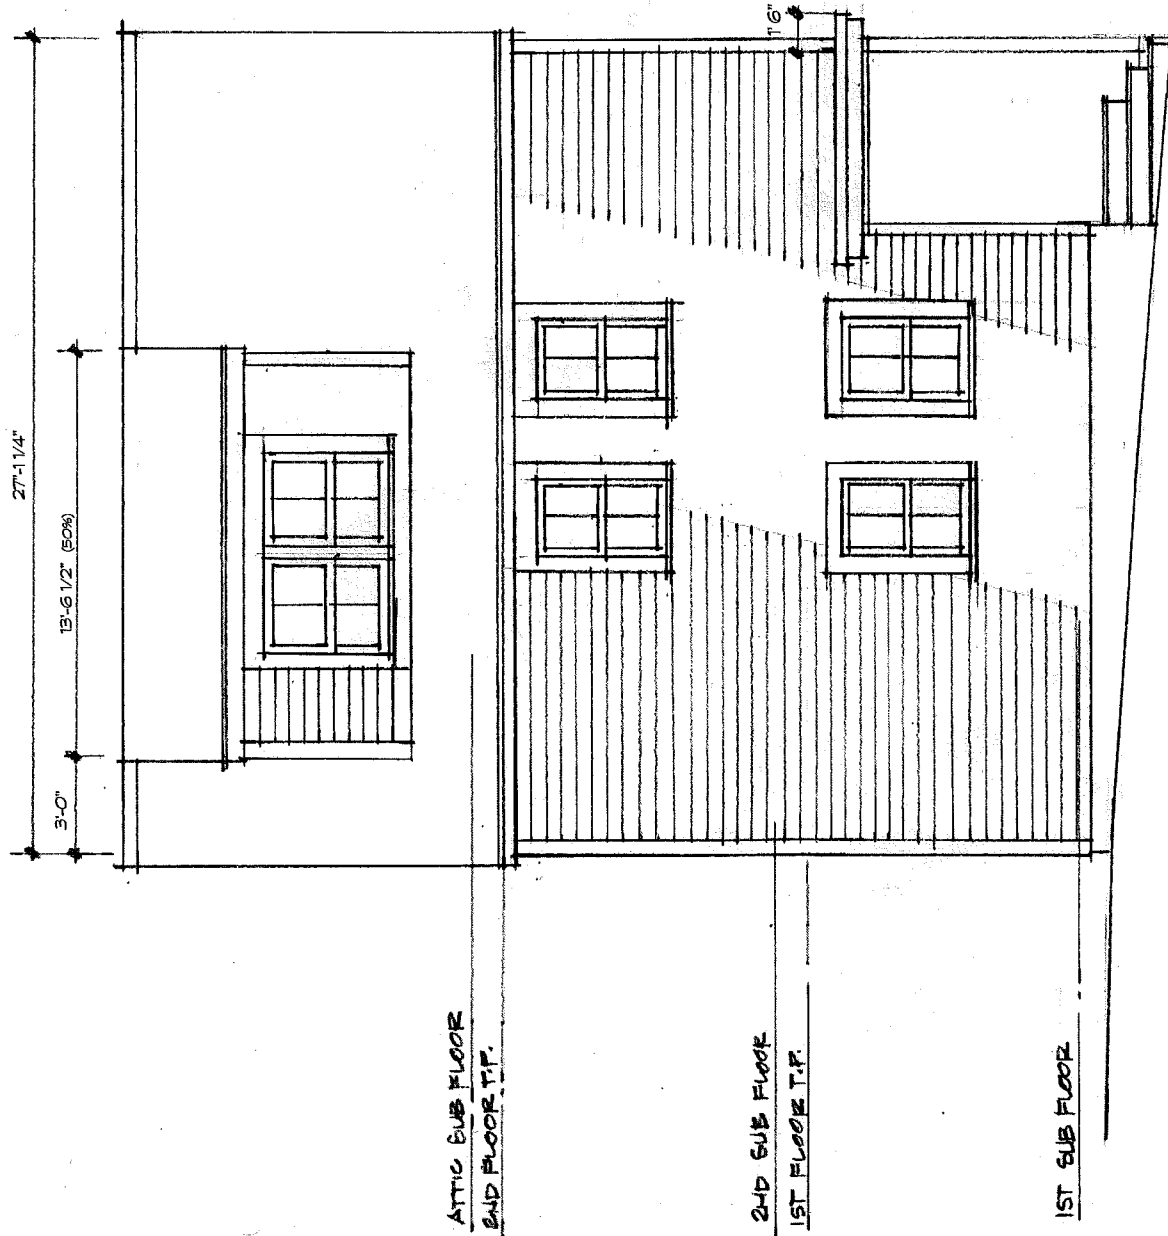 27'-1 1/4"
13'-6 1/2" (50%)
3'-0"
1'6"
ATTIC SUB FLOOR
2ND FLOOR T.P.
2ND SUB FLOOR
1ST FLOOR T.P.
1ST SUB FLOOR